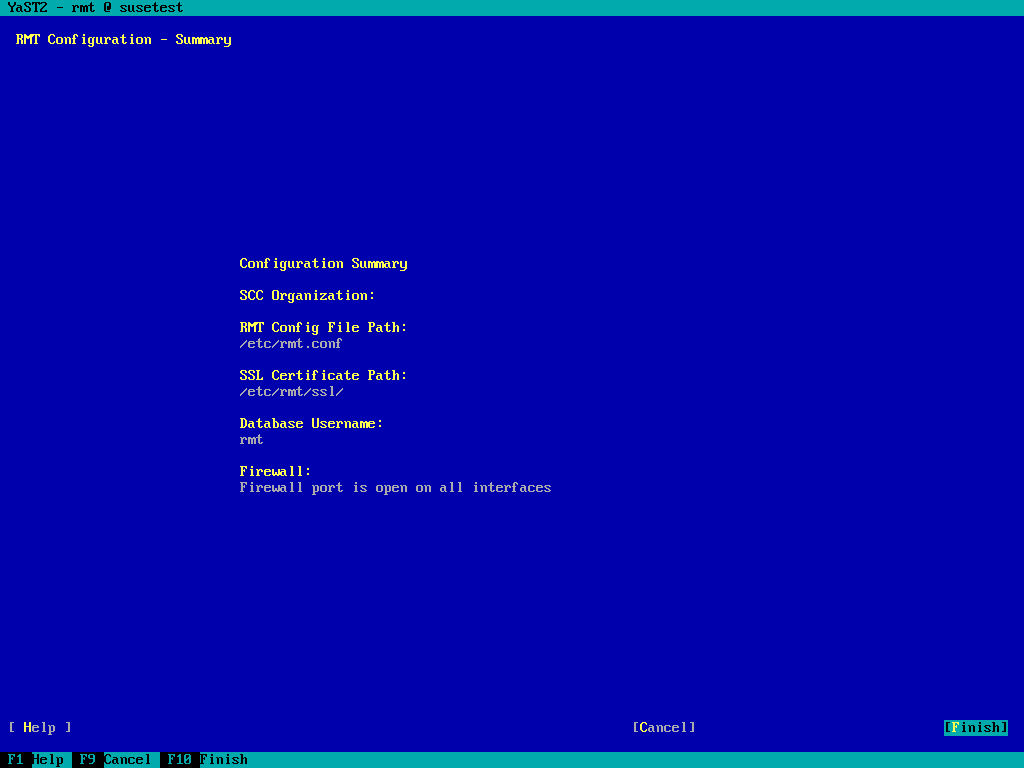 YaST2 - rmt @ susetest
RMT Configuration - Summary
Configuration Summary
SCC Organization:
RMT Config File Path:
/etc/rmt.conf
SSL Certificate Path:
/etc/rmt/ssl/
Database Username:
rmt
Firewall:
Firewall port is open on all interfaces
[ Help ] [Cancel] [Finish]
F1 Help F9 Cancel F10 Finish